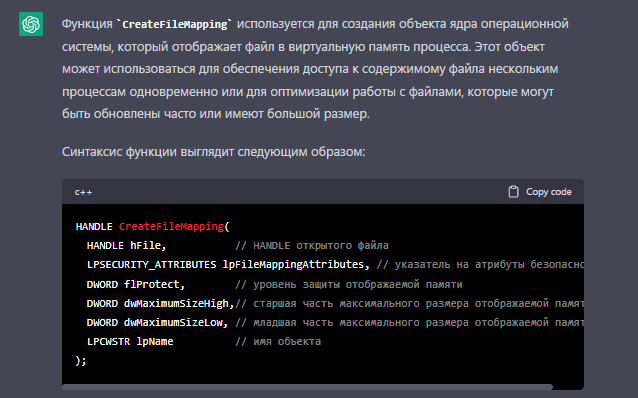 Функция `CreateFileMapping` используется для создания объекта ядра операционной
системы, который отображает файл в виртуальную память процесса. Этот объект
может использоваться для обеспечения доступа к содержимому файла нескольким
процессам одновременно или для оптимизации работы с файлами, которые могут
быть обновлены часто или имеют большой размер.
Синтаксис функции выглядит следующим образом:
c++ Copy code
HANDLE CreateFileMapping(
HANDLE hFile, // HANDLE открытого файла
LPSECURITY_ATTRIBUTES lpFileMappingAttributes, // указатель на атрибуты безопасно
DWORD flProtect, // уровень защиты отображаемой памяти
DWORD dwMaximumSizeHigh,// старшая часть максимального размера отображаемой памят
DWORD dwMaximumSizeLow, // младшая часть максимального размера отображаемой памят
LPCWSTR lpName // имя объекта
);